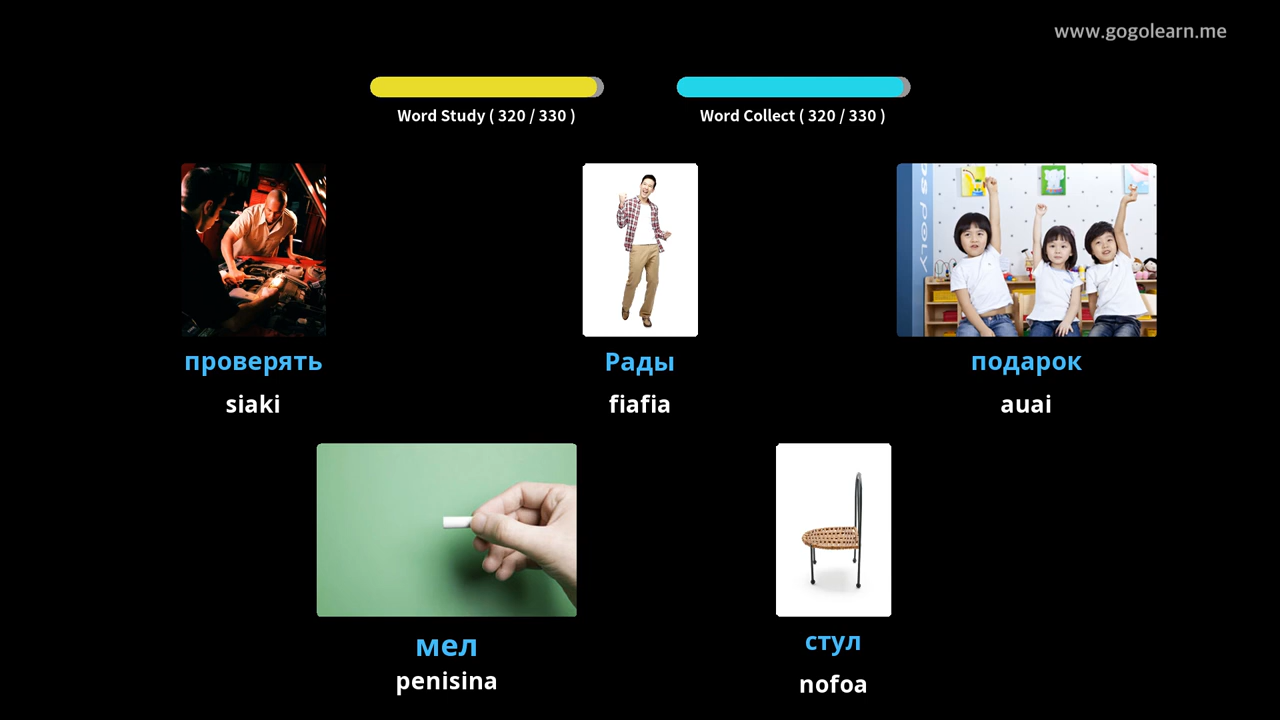 www.gogolearn.me
Word Study ( 320 / 330 )
Word Collect ( 320 / 330 )
проверять
Рады
подарок
siaki
fiafia
auai
мел
стул
penisina
nofoa